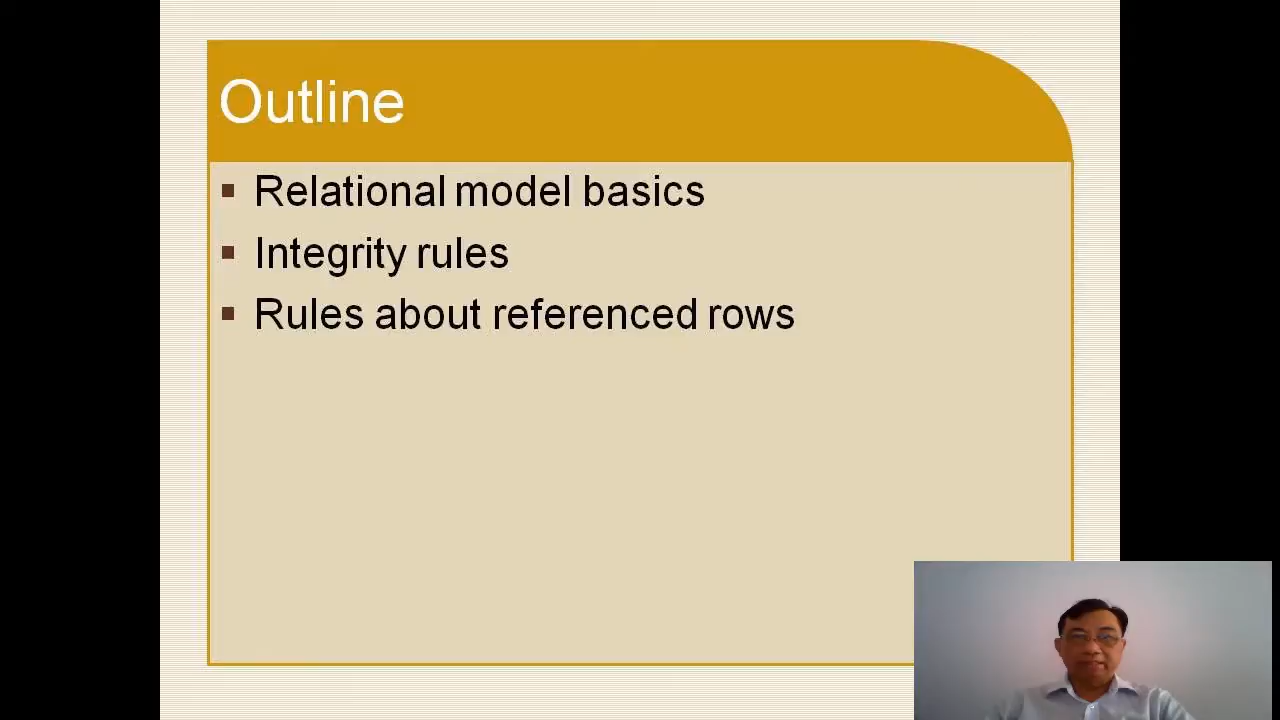 Outline
Relational model basics
Integrity rules
Rules about referenced rows